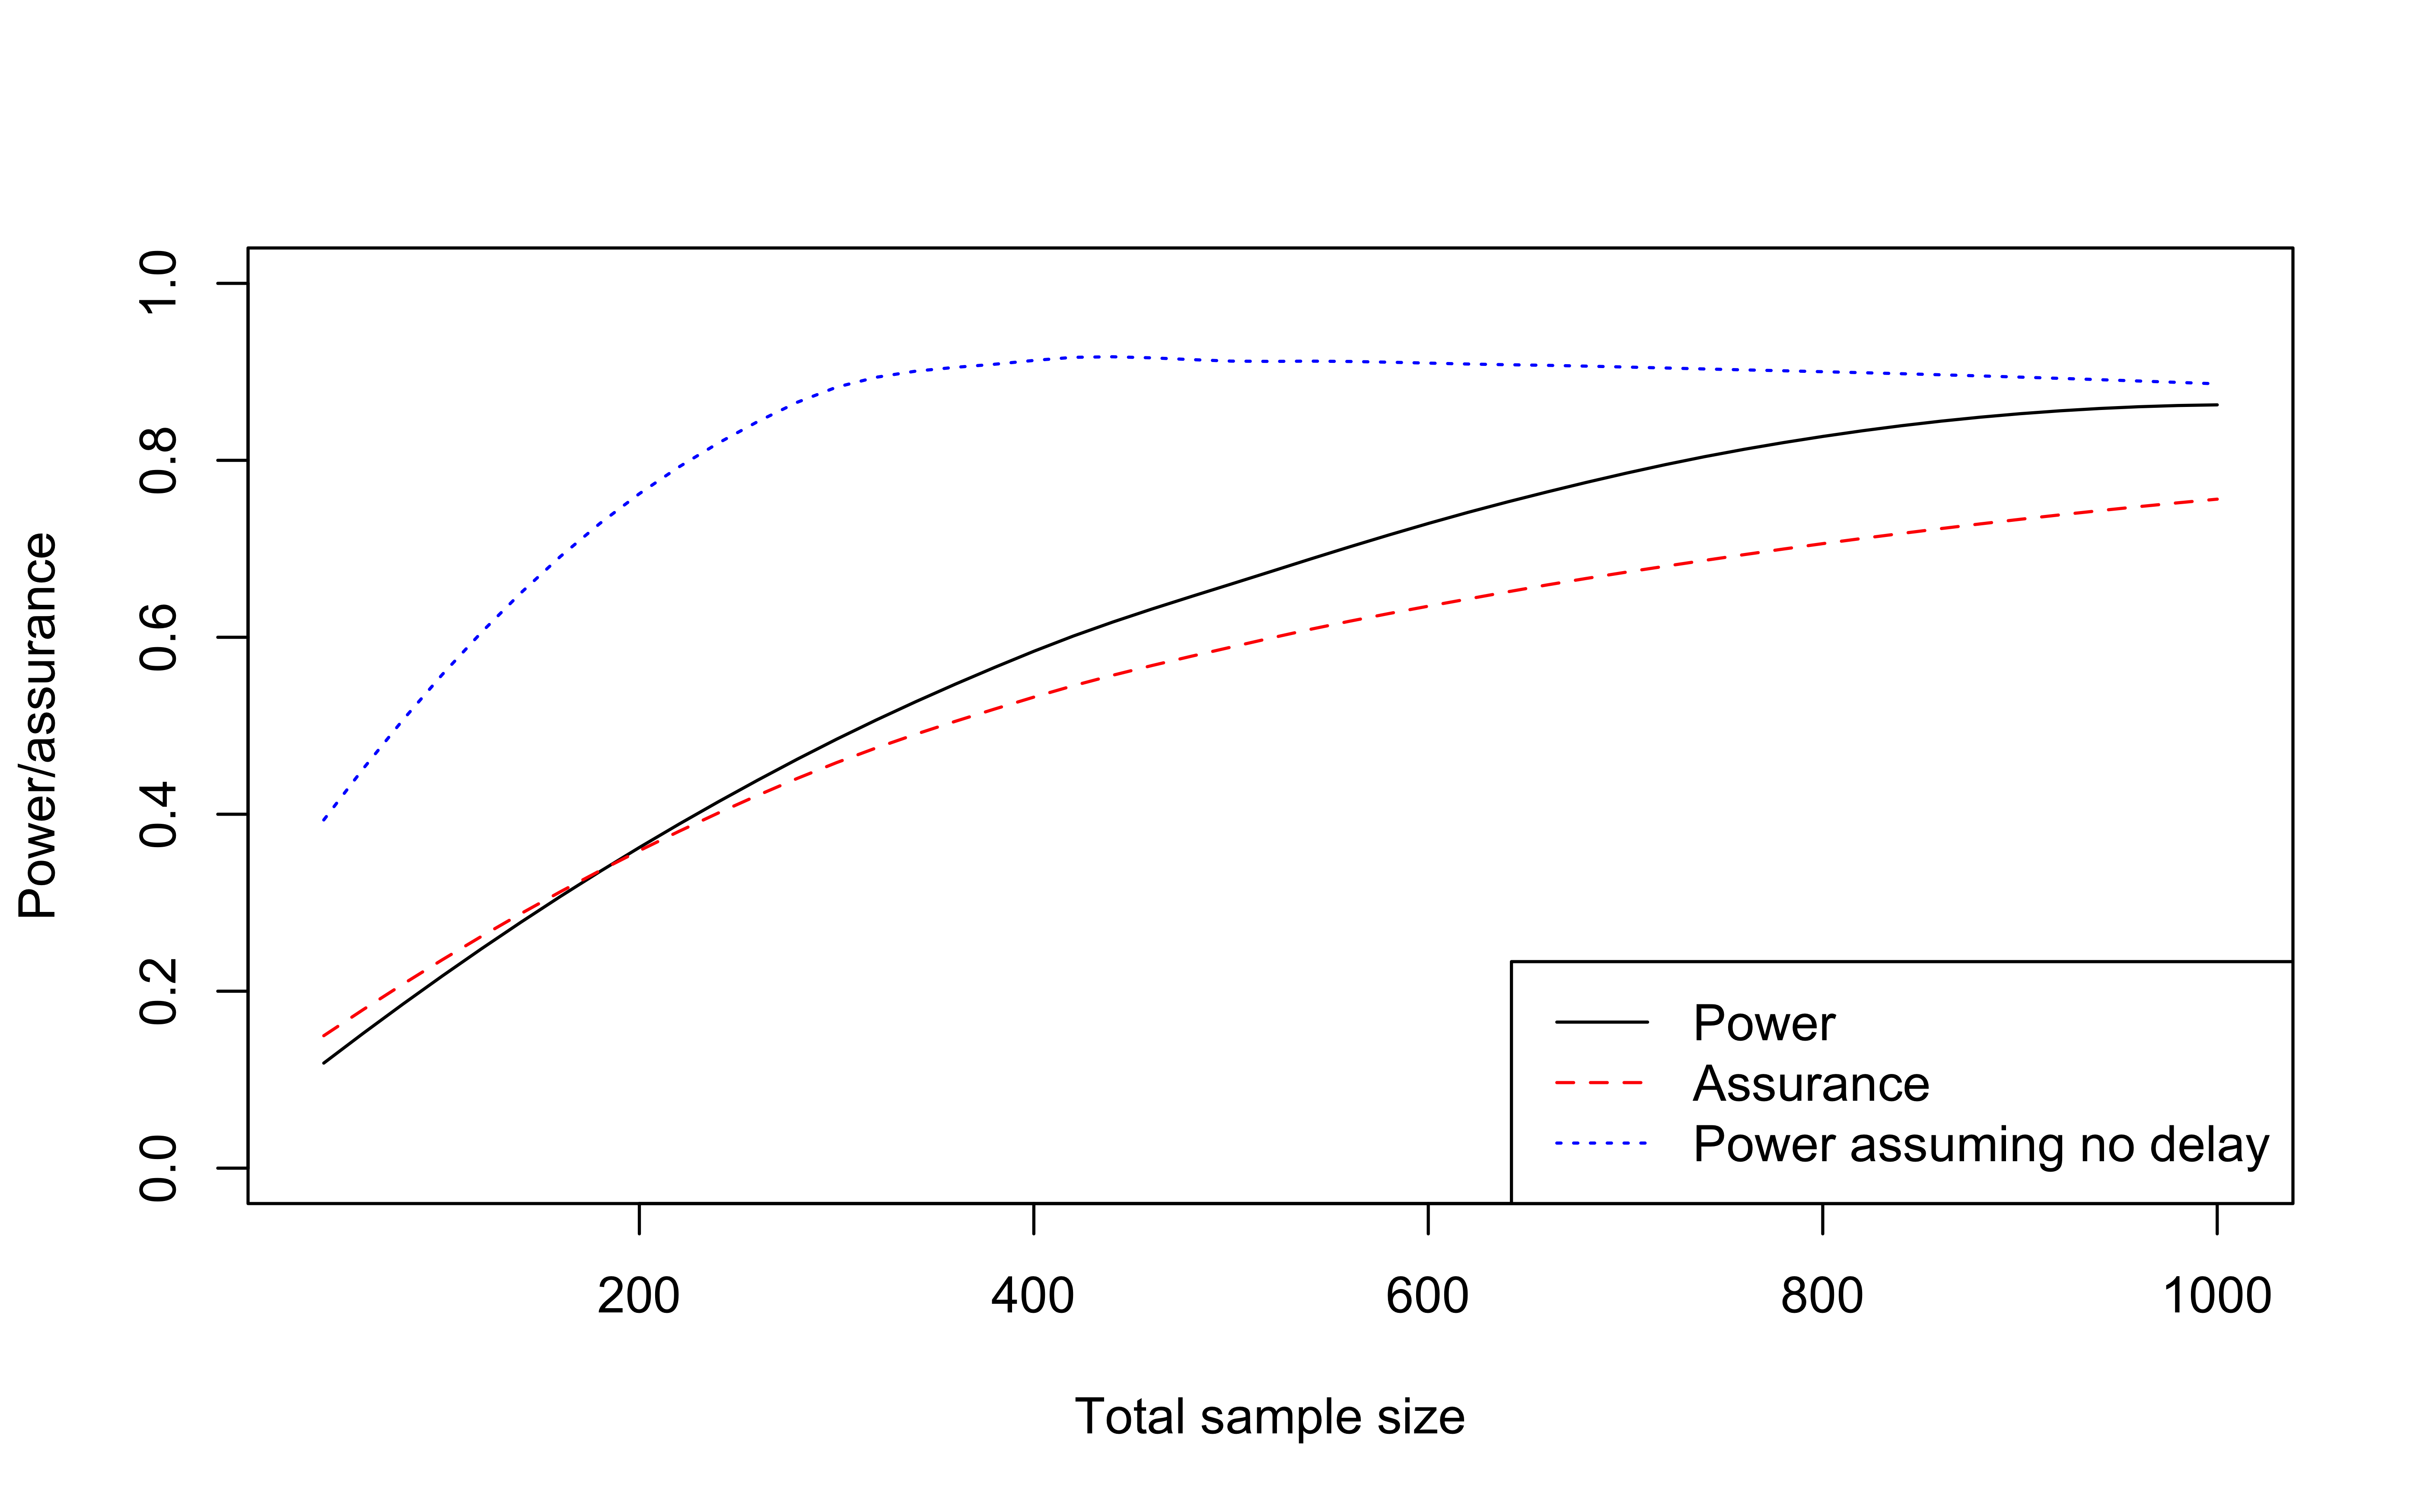 Power/assurance
1.0
0.8
0.6
0.4
0.2
0.0
Power
Assurance
Power assuming no delay
200 400 600 800 1000
Total sample size